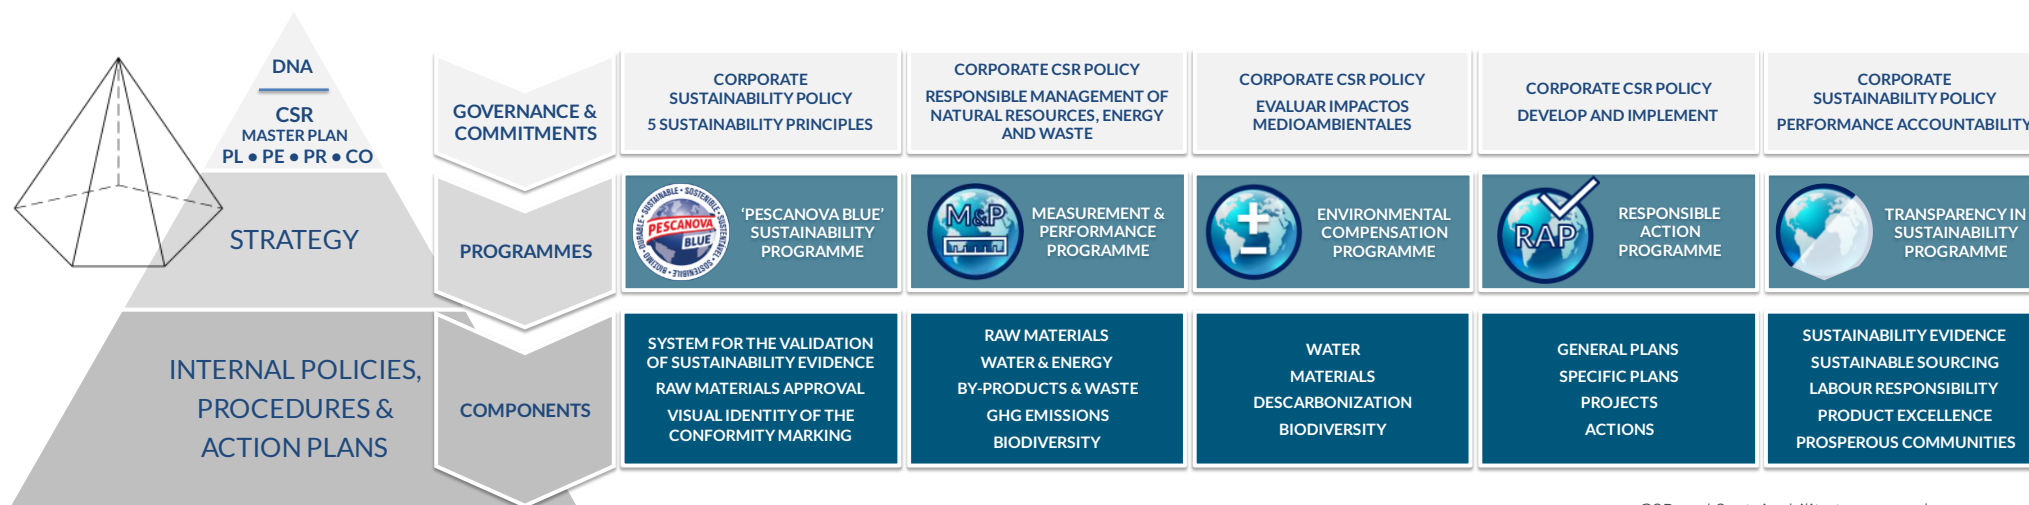 DNA
CSR
MASTER PLAN
PL • PE • PR • CO
STRATEGY
INTERNAL POLICIES,
PROCEDURES &
ACTION PLANS
GOVERNANCE &
COMMITMENTS
CORPORATE
SUSTAINABILITY POLICY
5 SUSTAINABILITY PRINCIPLES
CORPORATE CSR POLICY
RESPONSIBLE MANAGEMENT OF
NATURAL RESOURCES, ENERGY
AND WASTE
CORPORATE CSR POLICY
EVALUAR IMPACTOS
MEDIOAMBIENTALES
CORPORATE CSR POLICY
DEVELOP AND IMPLEMENT
CORPORATE
SUSTAINABILITY POLICY
PERFORMANCE ACCOUNTABILITY
PROGRAMMES
PESCANOVA
BLUE
'PESCANOVA BLUE'
SUSTAINABILITY
PROGRAMME
M&P
MEASUREMENT &
PERFORMANCE
PROGRAMME
ENVIRONMENTAL
COMPENSATION
PROGRAMME
RAP
RESPONSIBLE
ACTION
PROGRAMME
TRANSPARENCY IN
SUSTAINABILITY
PROGRAMME
COMPONENTS
SYSTEM FOR THE VALIDATION
OF SUSTAINABILITY EVIDENCE
RAW MATERIALS APPROVAL
VISUAL IDENTITY OF THE
CONFORMITY MARKING
RAW MATERIALS
WATER & ENERGY
BY-PRODUCTS & WASTE
GHG EMISSIONS
BIODIVERSITY
WATER
MATERIALS
DESCARBONIZATION
BIODIVERSITY
GENERAL PLANS
SPECIFIC PLANS
PROJECTS
ACTIONS
SUSTAINABILITY EVIDENCE
SUSTAINABLE SOURCING
LABOUR RESPONSIBILITY
PRODUCT EXCELLENCE
PROSPEROUS COMMUNITIES